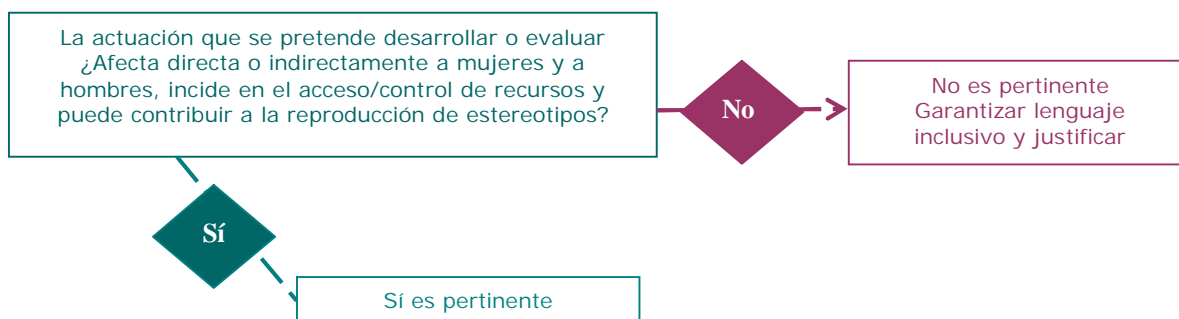 La actuación que se pretende desarrollar o evaluar
¿Afecta directa o indirectamente a mujeres y a
hombres, incide en el acceso/control de recursos y
puede contribuir a la reproducción de estereotipos?
No
No es pertinente
Garantizar lenguaje
inclusivo y justificar
Sí
Sí es pertinente